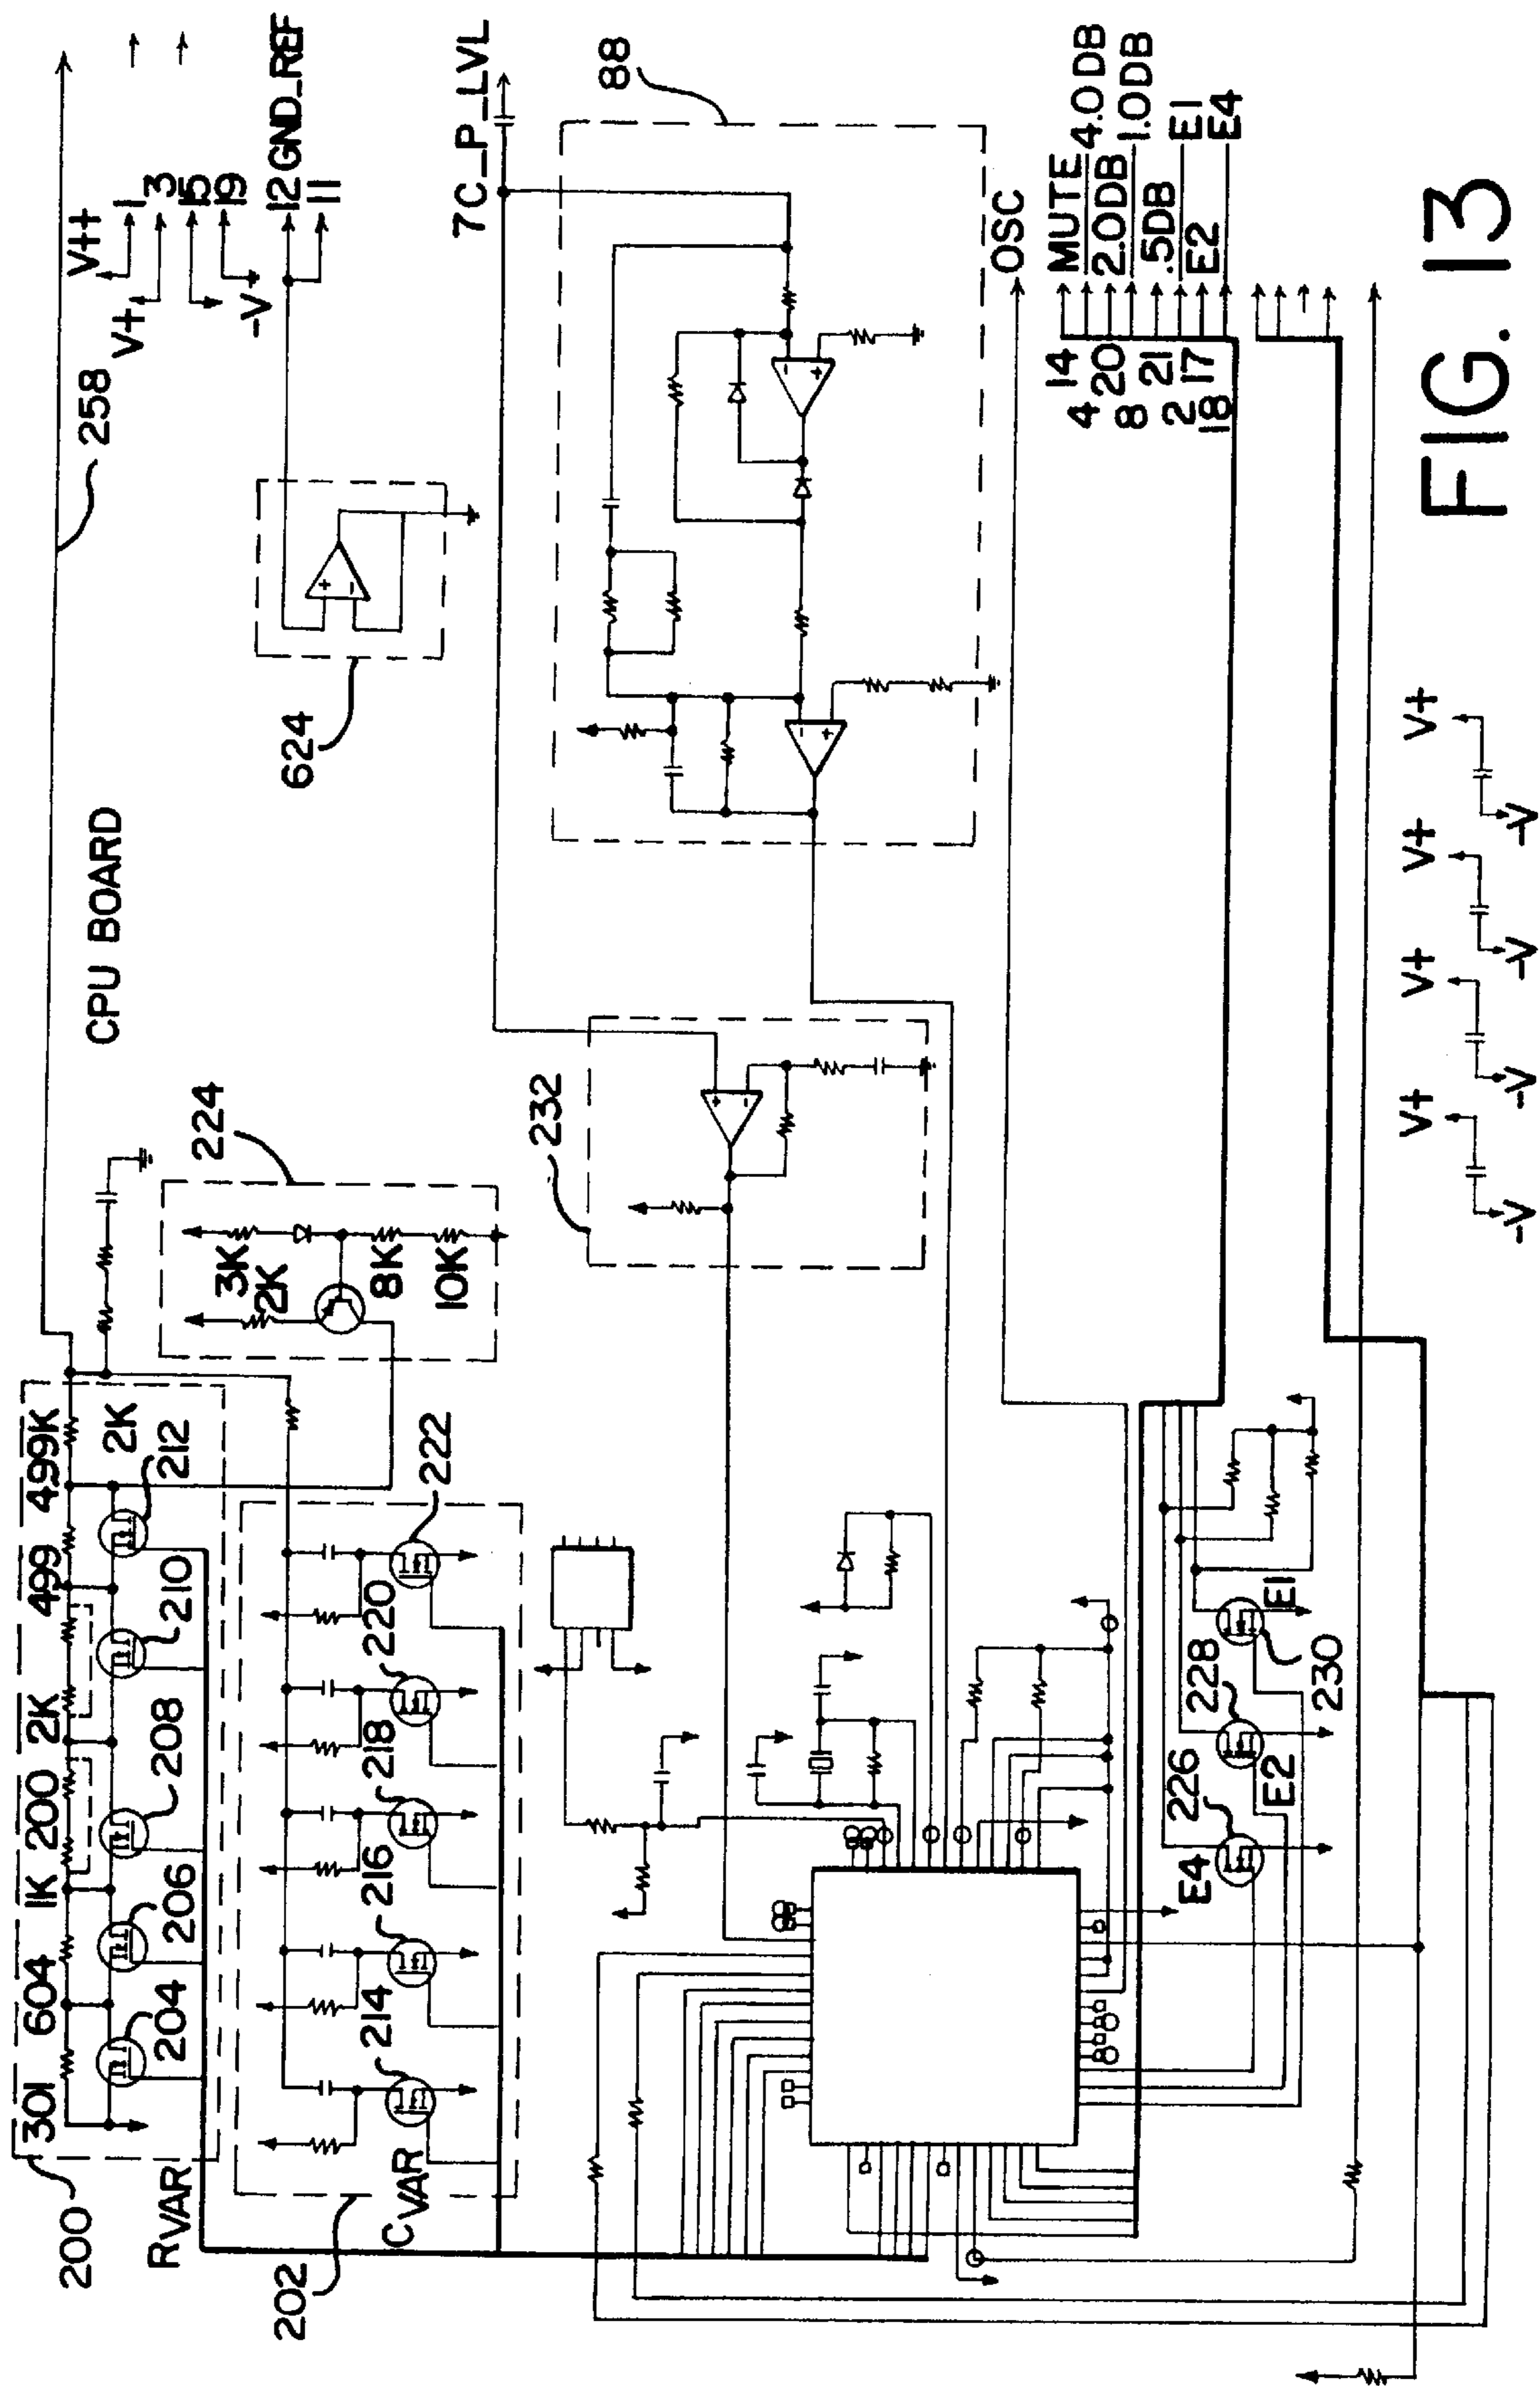 CPU BOARD
258
V++
1
V+
3
15
19
-V
12 GND_REF
11
624
7C_P_LVL
88
232
224
3K
2K
8K
10K
200
301 604 1K 200 2K 499 499K
2K
204 206 208 210 212
RVAR
202
CVAR
214 216 218 220 222
OSC
14 MUTE
4 4.0DB
20 2.0DB
8 1.0DB
21 .5DB
2 E1
17 E2
18 E4
E4 226
E2 228
E1 230
V+ V+ V+ V+
-V -V -V -V
FIG. 13